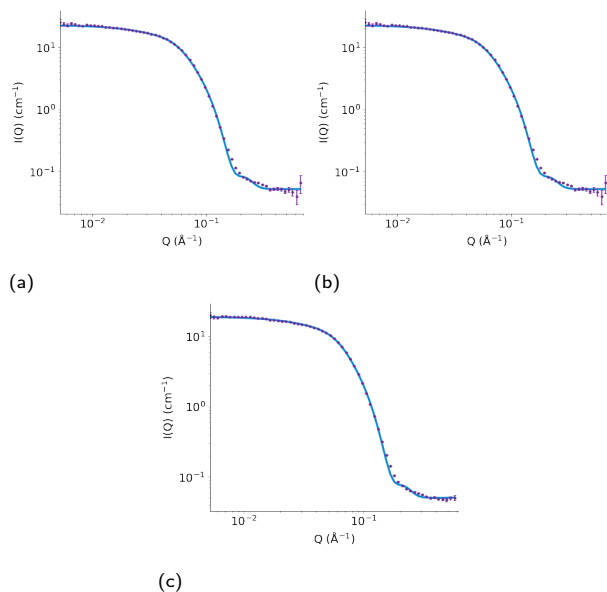 10¹
10⁰
10⁻¹
I(Q) (cm⁻¹)
10⁻² 10⁻¹
Q (Å⁻¹)
(a)
10¹
10⁰
10⁻¹
I(Q) (cm⁻¹)
10⁻² 10⁻¹
Q (Å⁻¹)
(b)
10¹
10⁰
10⁻¹
I(Q) (cm⁻¹)
10⁻² 10⁻¹
Q (Å⁻¹)
(c)